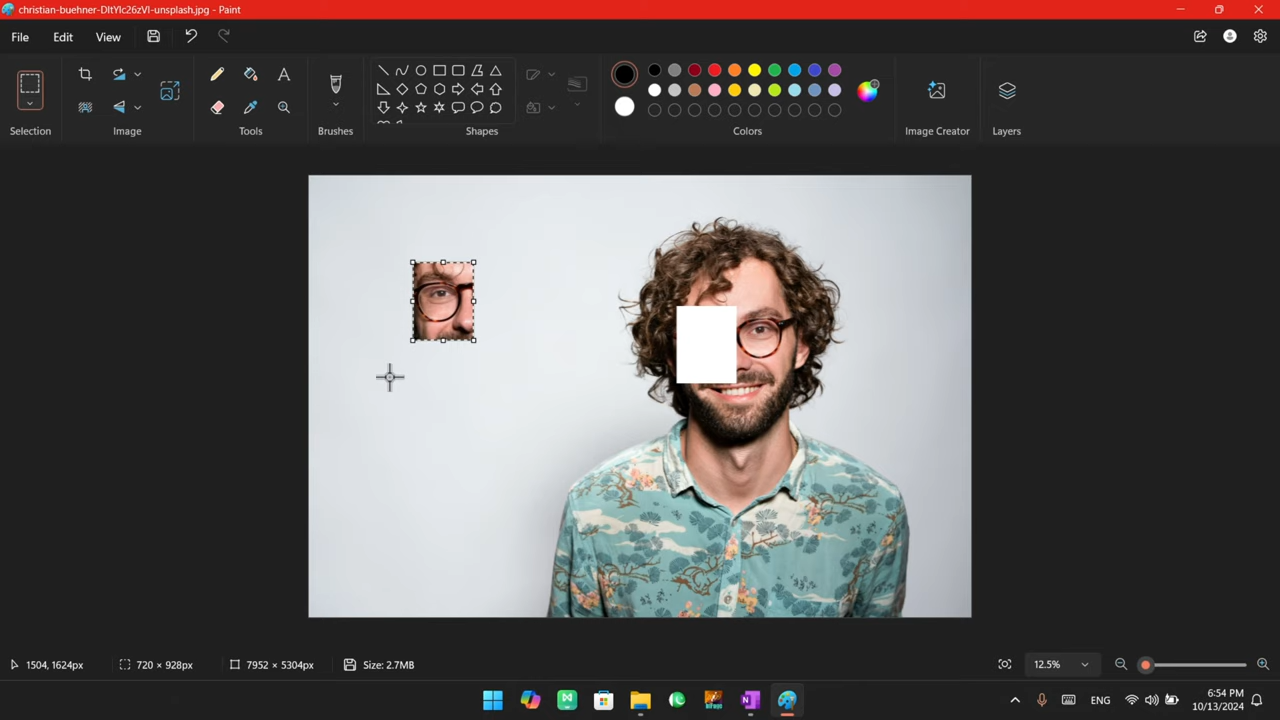 christian-buehner-DItYlc26zVI-unsplash.jpg - Paint
File Edit View
Selection
Image
Tools
Brushes
Shapes
Colors
Image Creator
Layers
1504, 1624px
720 × 928px
7952 × 5304px
Size: 2.7MB
12.5%
ENG
6:54 PM
10/13/2024